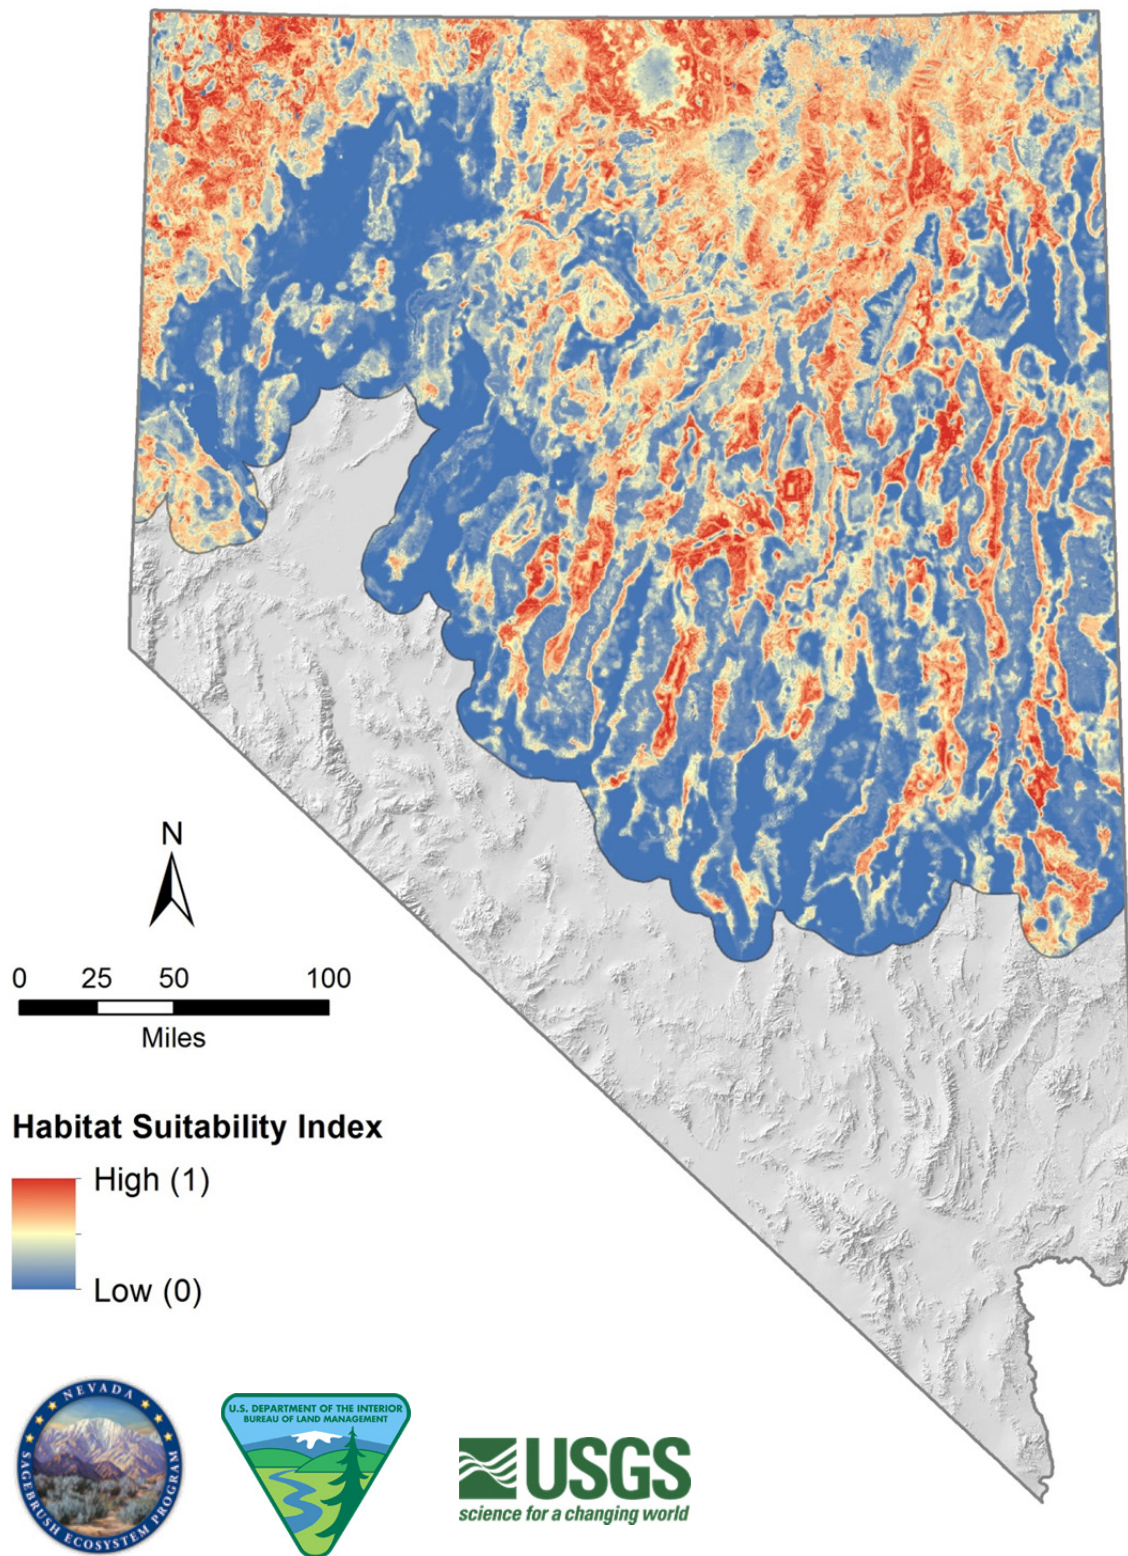 N
0 25 50 100
Miles
Habitat Suitability Index
High (1)
Low (0)
NEVADA
SAGEBRUSH ECOSYSTEM PROGRAM
U.S. DEPARTMENT OF THE INTERIOR
BUREAU OF LAND MANAGEMENT
USGS
science for a changing world